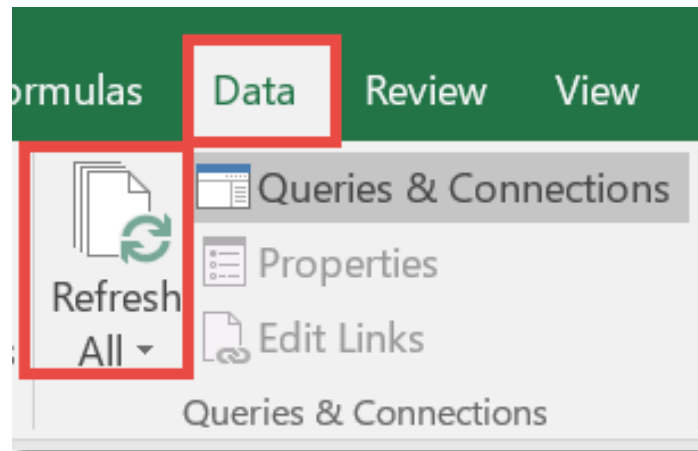 ormulas Data Review View
Refresh All
Queries & Connections
Properties
Edit Links
Queries & Connections